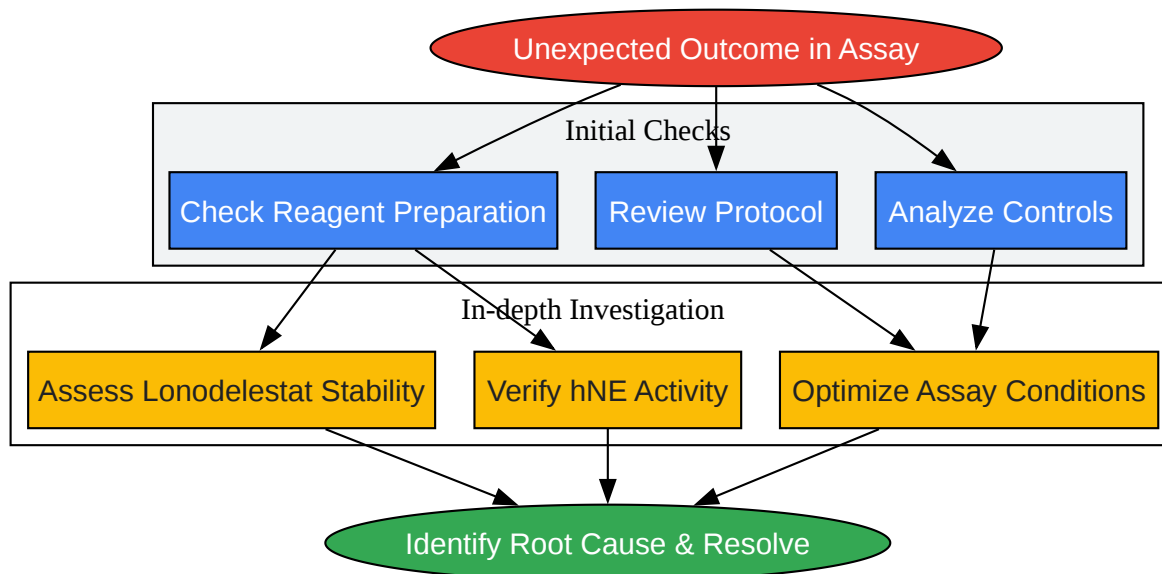 Unexpected Outcome in Assay
Initial Checks
Check Reagent Preparation
Review Protocol
Analyze Controls
In-depth Investigation
Assess Lonodelestat Stability
Verify hNE Activity
Optimize Assay Conditions
Identify Root Cause & Resolve